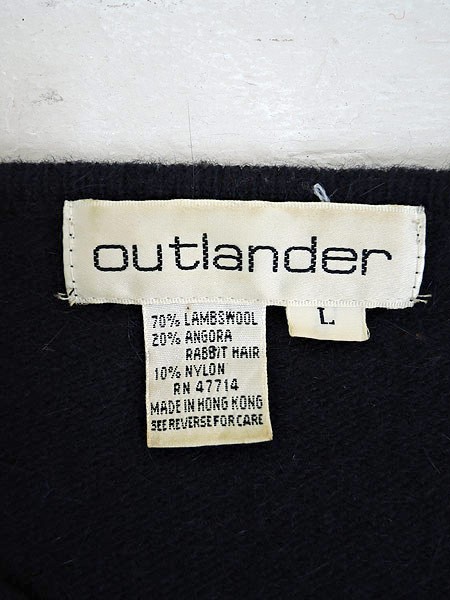 outlander
L
70% LAMBSWOOL
20% ANGORA
RABBIT HAIR
10% NYLON
RN 47714
MADE IN HONG KONG
SEE REVERSE FOR CARE